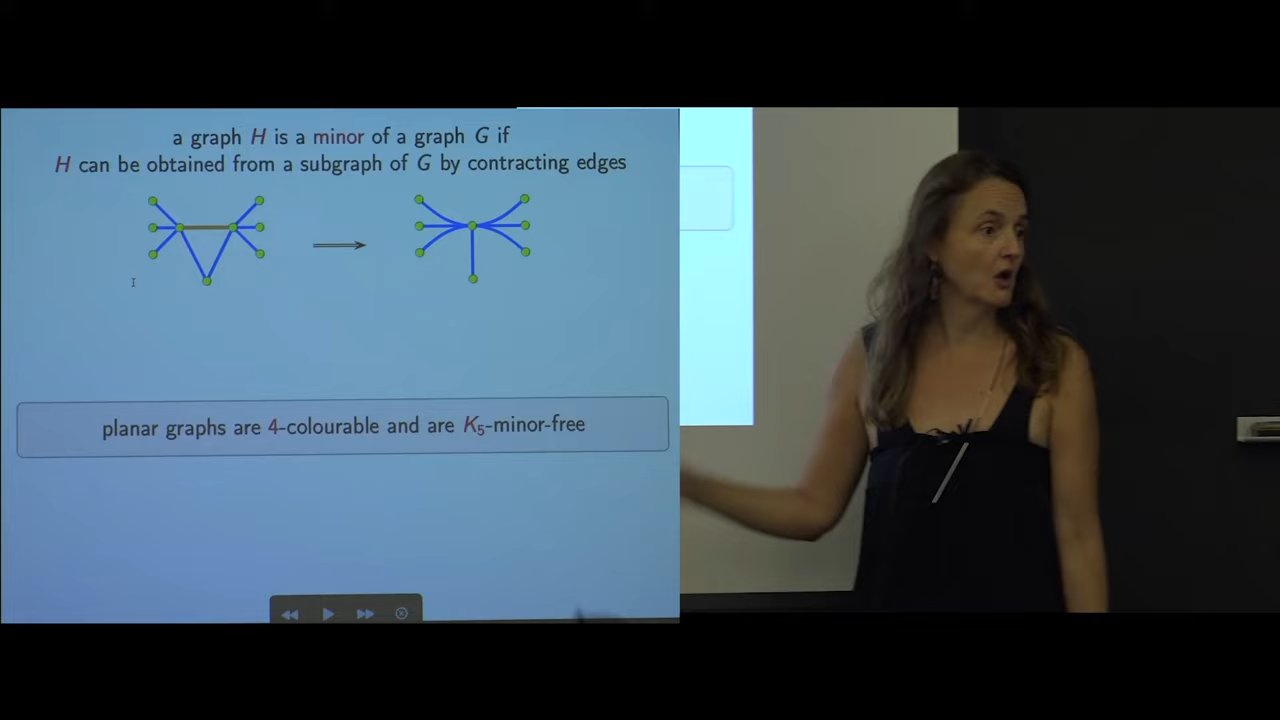 a graph H is a minor of a graph G if
H can be obtained from a subgraph of G by contracting edges
planar graphs are 4-colourable and are K₅-minor-free